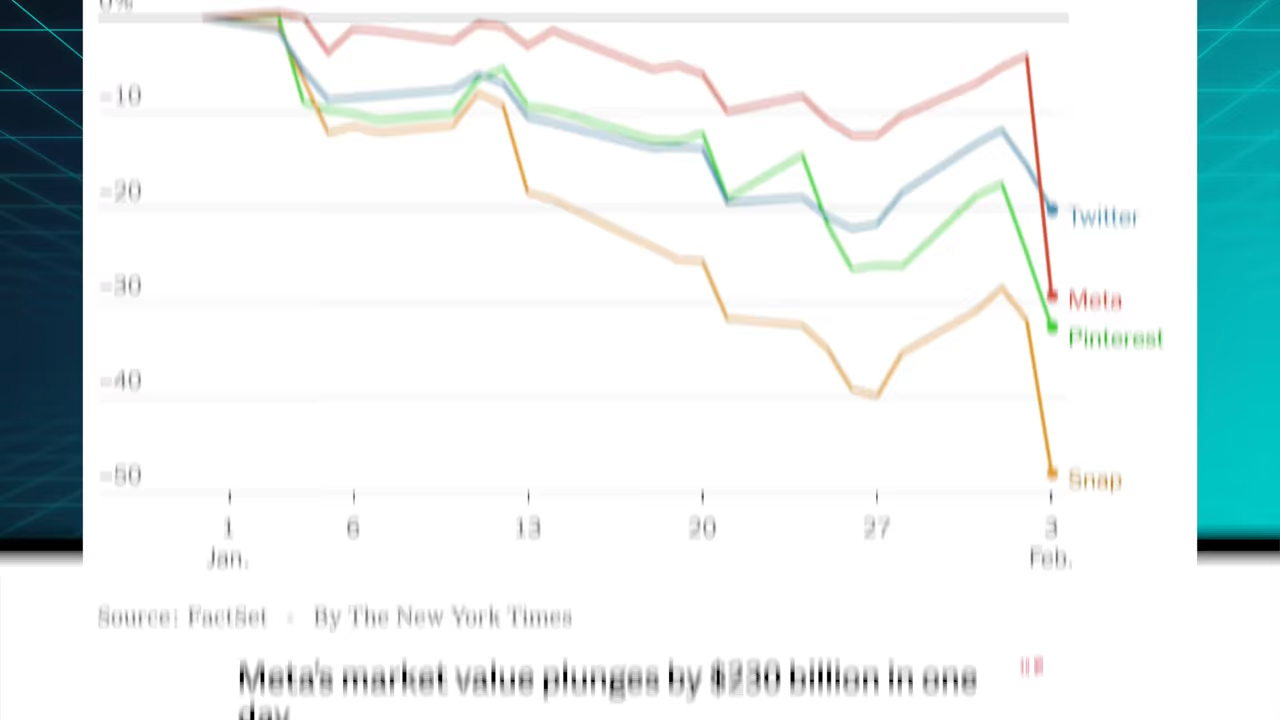 0%
-10
-20
-30
-40
-50
Twitter
Meta
Pinterest
Snap
1 6 13 20 27 3
Jan. Feb.
Source: FactSet • By The New York Times
Meta's market value plunges by $230 billion in one
day